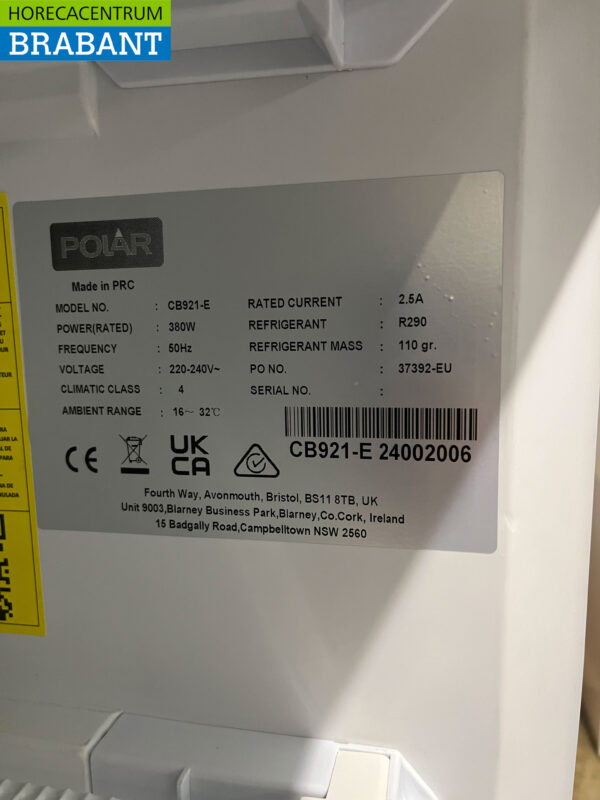 HORECACENTRUM
BRABANT
POLAR
Made in PRC
MODEL NO. : CB921-E
POWER(RATED) : 380W
FREQUENCY : 50Hz
VOLTAGE : 220-240V~
CLIMATIC CLASS : 4
AMBIENT RANGE : 16～ 32℃
RATED CURRENT : 2.5A
REFRIGERANT : R290
REFRIGERANT MASS : 110 gr.
PO NO. : 37392-EU
SERIAL NO. :
CB921-E 24002006
CE
UK
CA
Fourth Way, Avonmouth, Bristol, BS11 8TB, UK
Unit 9003,Blarney Business Park,Blarney,Co.Cork, Ireland
15 Badgally Road,Campbelltown NSW 2560